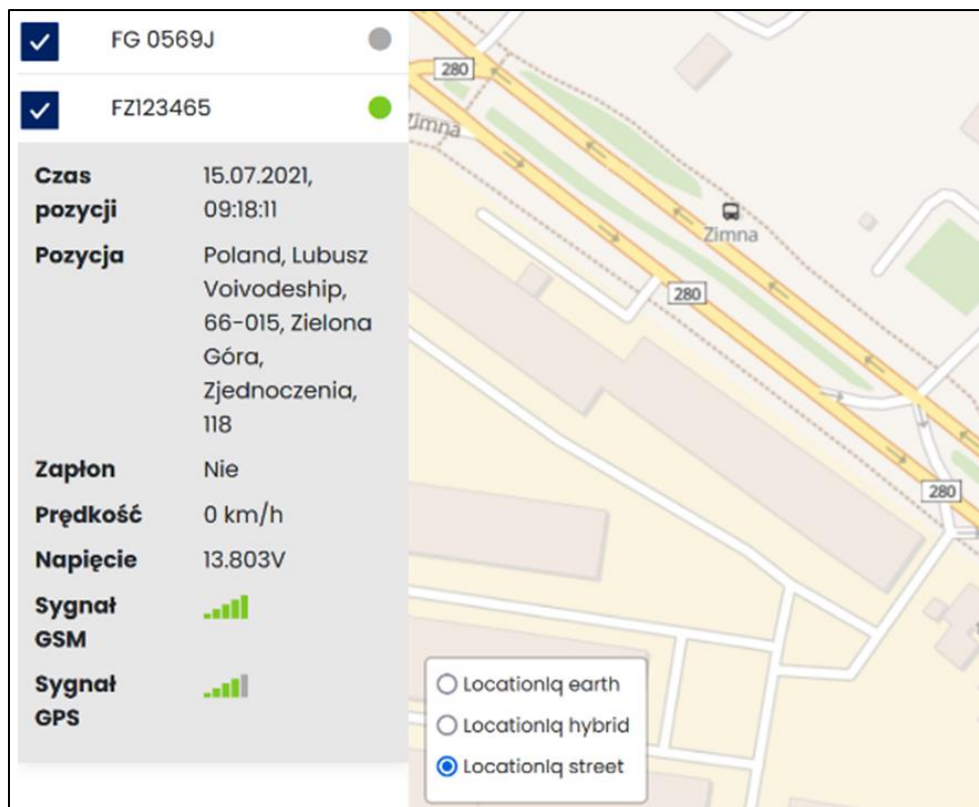 FG 0569J
FZ123465
Czas pozycji
15.07.2021,
09:18:11
Pozycja
Poland, Lubusz
Voivodeship,
66-015, Zielona
Góra,
Zjednoczenia,
118
Zapłon
Nie
Prędkość
0 km/h
Napięcie
13.803V
Sygnał
GSM
Sygnał
GPS
280
Zimna
Zimna
280
280
LocationIq earth
LocationIq hybrid
LocationIq street